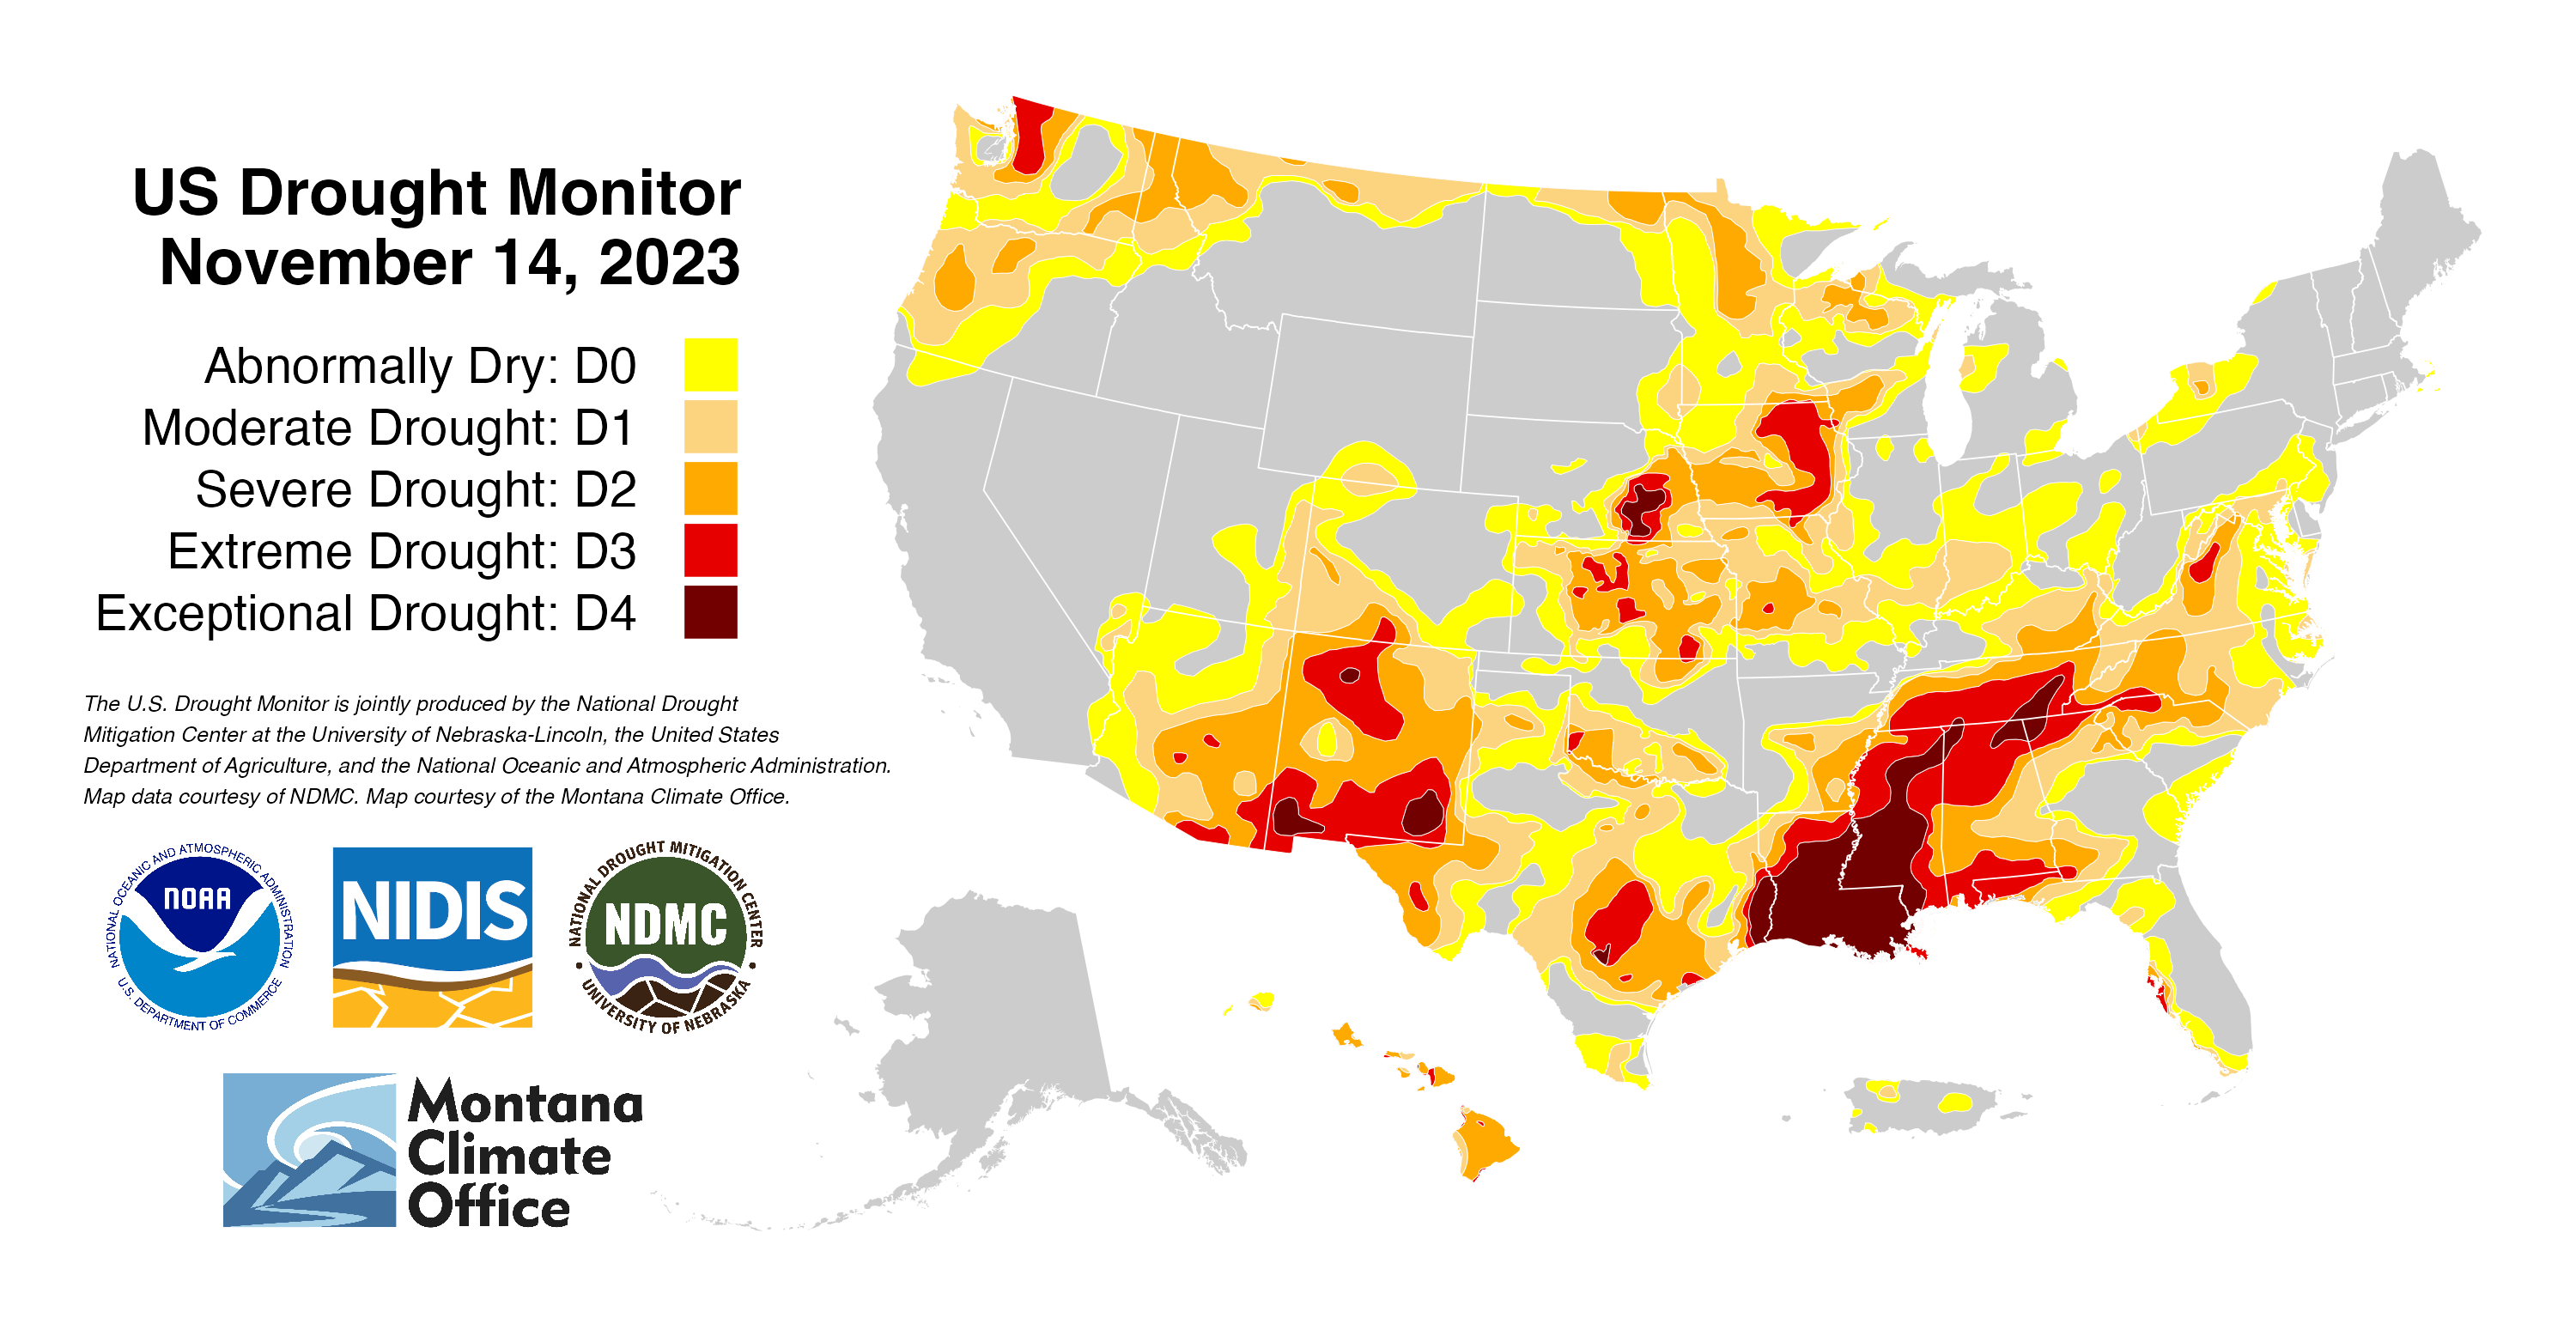 US Drought Monitor
November 14, 2023
Abnormally Dry: D0
Moderate Drought: D1
Severe Drought: D2
Extreme Drought: D3
Exceptional Drought: D4
The U.S. Drought Monitor is jointly produced by the National Drought
Mitigation Center at the University of Nebraska-Lincoln, the United States
Department of Agriculture, and the National Oceanic and Atmospheric Administration.
Map data courtesy of NDMC. Map courtesy of the Montana Climate Office.
NATIONAL OCEANIC AND ATMOSPHERIC ADMINISTRATION
NOAA
U.S. DEPARTMENT OF COMMERCE
NIDIS
NATIONAL DROUGHT MITIGATION CENTER
NDMC
UNIVERSITY OF NEBRASKA
Montana
Climate
Office